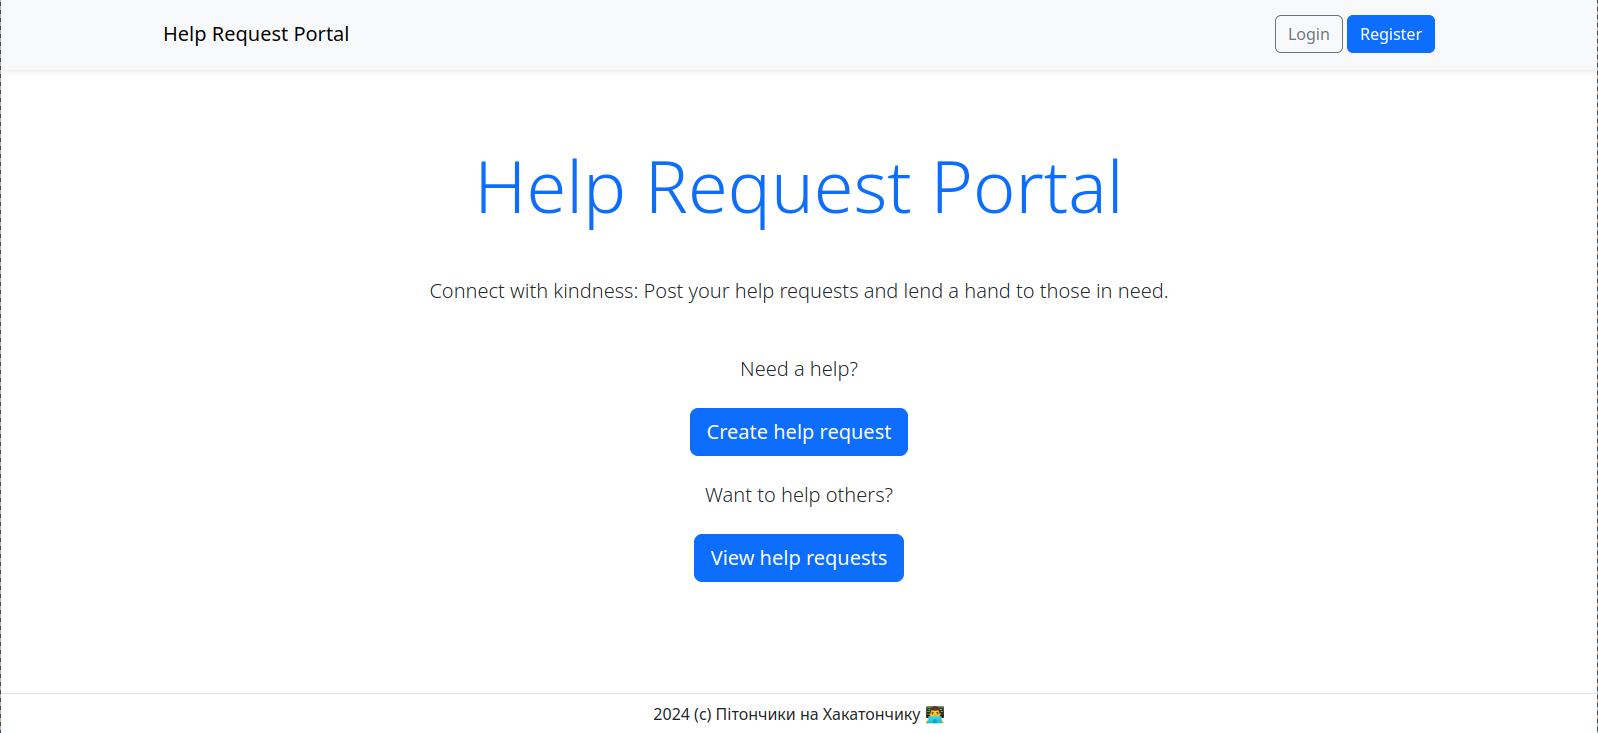 Help Request Portal
Login
Register
Help Request Portal
Connect with kindness: Post your help requests and lend a hand to those in need.
Need a help?
Create help request
Want to help others?
View help requests
2024 (c) Пітончики на Хакатончику 👨‍💻